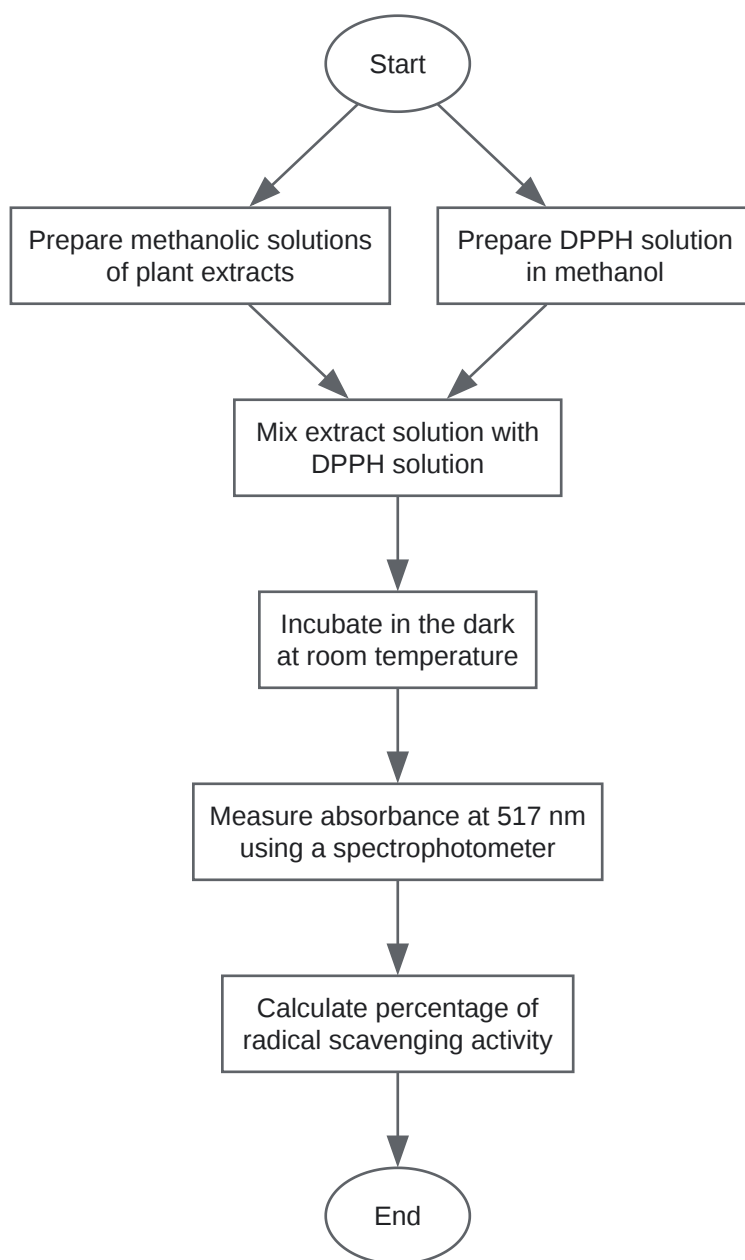 Start
Prepare methanolic solutions
of plant extracts
Prepare DPPH solution
in methanol
Mix extract solution with
DPPH solution
Incubate in the dark
at room temperature
Measure absorbance at 517 nm
using a spectrophotometer
Calculate percentage of
radical scavenging activity
End